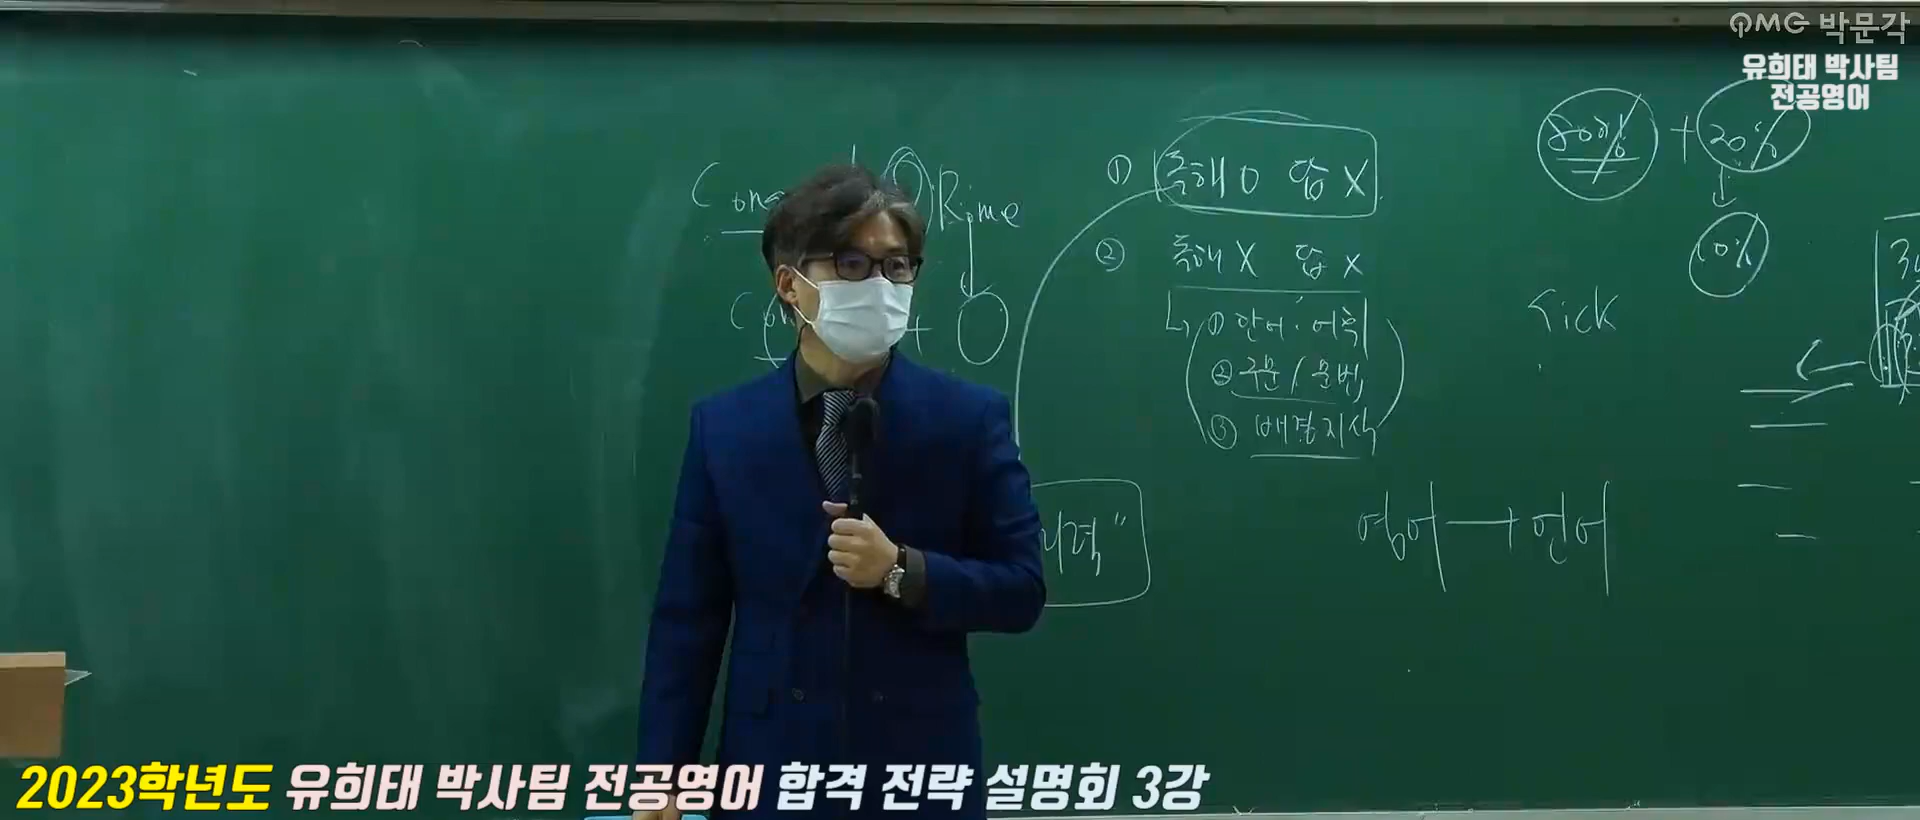 PMG 박문각
유희태 박사팀
전공영어
80% + 20%
10%
Rime
① 독해 O 답 X
② 독해 X 답 X
① 단어·어휘
② 구문/문법
③ 배경지식
Sick
영어 → 언어
2023학년도 유희태 박사팀 전공영어 합격 전략 설명회 3강